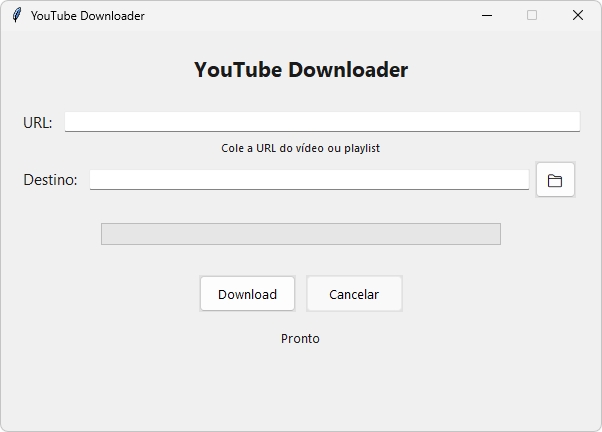 YouTube Downloader
YouTube Downloader
URL:
Cole a URL do vídeo ou playlist
Destino:
Download
Cancelar
Pronto